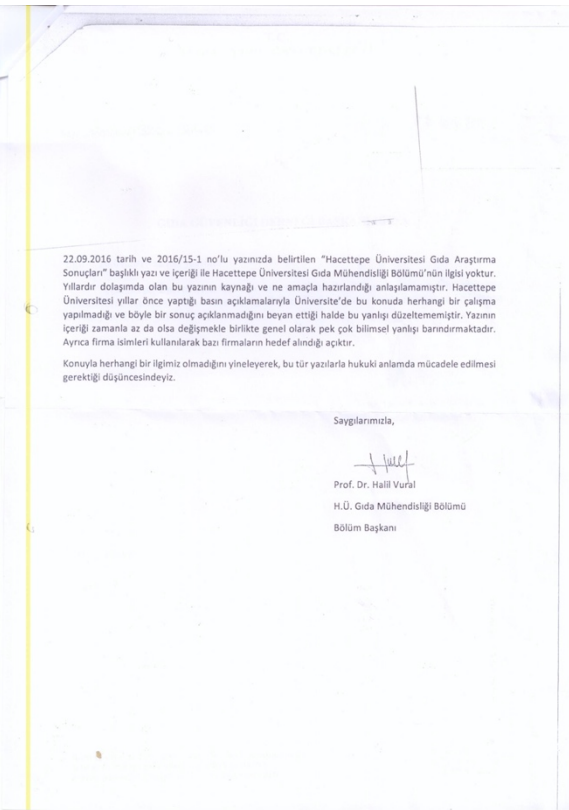 22.09.2016 tarih ve 2016/15-1 no'lu yazınızda belirtilen "Hacettepe Üniversitesi Gıda Araştırma
Sonuçları" başlıklı yazı ve içeriği ile Hacettepe Üniversitesi Gıda Mühendisliği Bölümü'nün ilgisi yoktur.
Yıllardır dolaşımda olan bu yazının kaynağı ve ne amaçla hazırlandığı anlaşılamamıştır. Hacettepe
Üniversitesi yıllar önce yaptığı basın açıklamalarıyla Üniversite'de bu konuda herhangi bir çalışma
yapılmadığı ve böyle bir sonuç açıklanmadığını beyan ettiği halde bu yanlışı düzeltememiştir. Yazının
içeriği zamanla az da olsa değişmekle birlikte genel olarak pek çok bilimsel yanlışı barındırmaktadır.
Ayrıca firma isimleri kullanılarak bazı firmaların hedef alındığı açıktır.
Konuyla herhangi bir ilgimiz olmadığını yineleyerek, bu tür yazılarla hukuki anlamda mücadele edilmesi
gerektiği düşüncesindeyiz.
Saygılarımızla,
Prof. Dr. Halil Vural
H.Ü. Gıda Mühendisliği Bölümü
Bölüm Başkanı